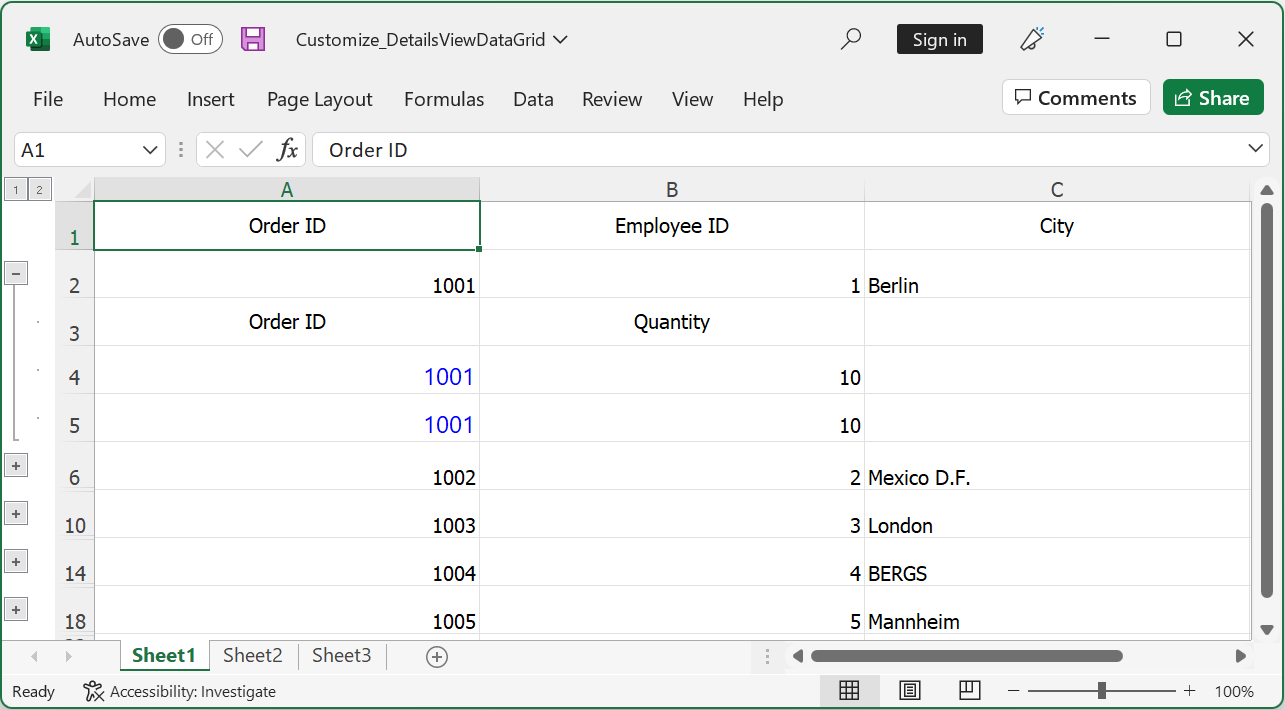 AutoSave Off Customize_DetailsViewDataGrid Sign in
File Home Insert Page Layout Formulas Data Review View Help Comments Share
A1 fx Order ID
1 2 A B C
1 Order ID Employee ID City
2 1001 1 Berlin
3 Order ID Quantity
4 1001 10
5 1001 10
6 1002 2 Mexico D.F.
10 1003 3 London
14 1004 4 BERGS
18 1005 5 Mannheim
Sheet1 Sheet2 Sheet3
Ready Accessibility: Investigate 100%